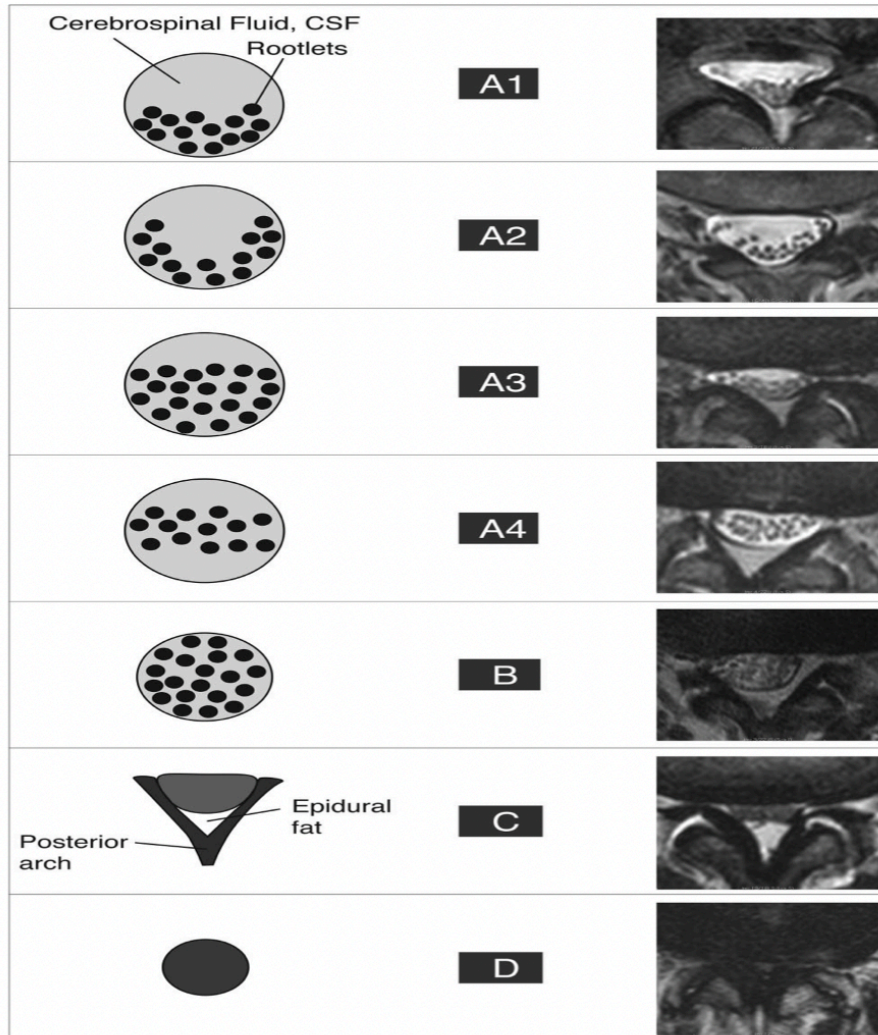 Cerebrospinal Fluid, CSF
Rootlets
A1
A2
A3
A4
B
Epidural
fat
Posterior
arch
C
D